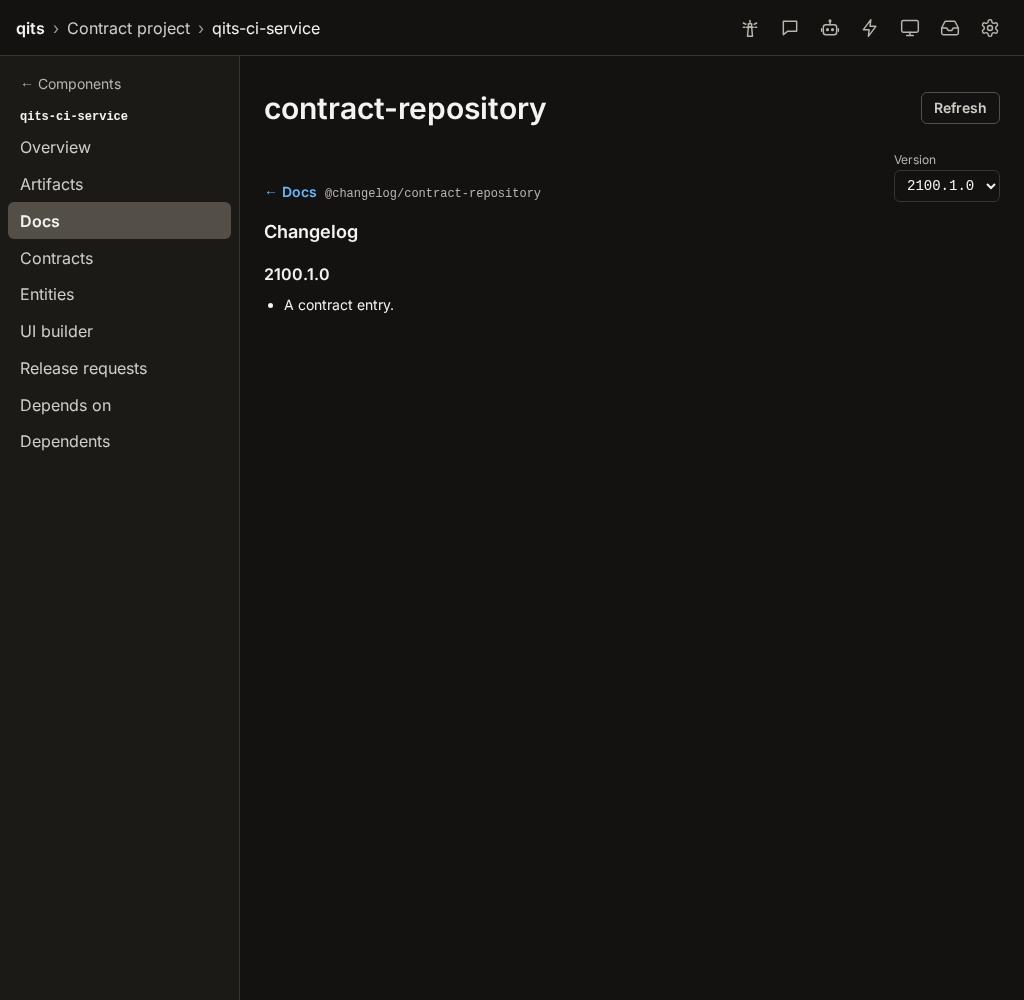 qits › Contract project › qits-ci-service
← Components
qits-ci-service
Overview
Artifacts
Docs
Contracts
Entities
UI builder
Release requests
Depends on
Dependents
contract-repository
Refresh
Version
2100.1.0
← Docs @changelog/contract-repository
Changelog
2100.1.0
• A contract entry.